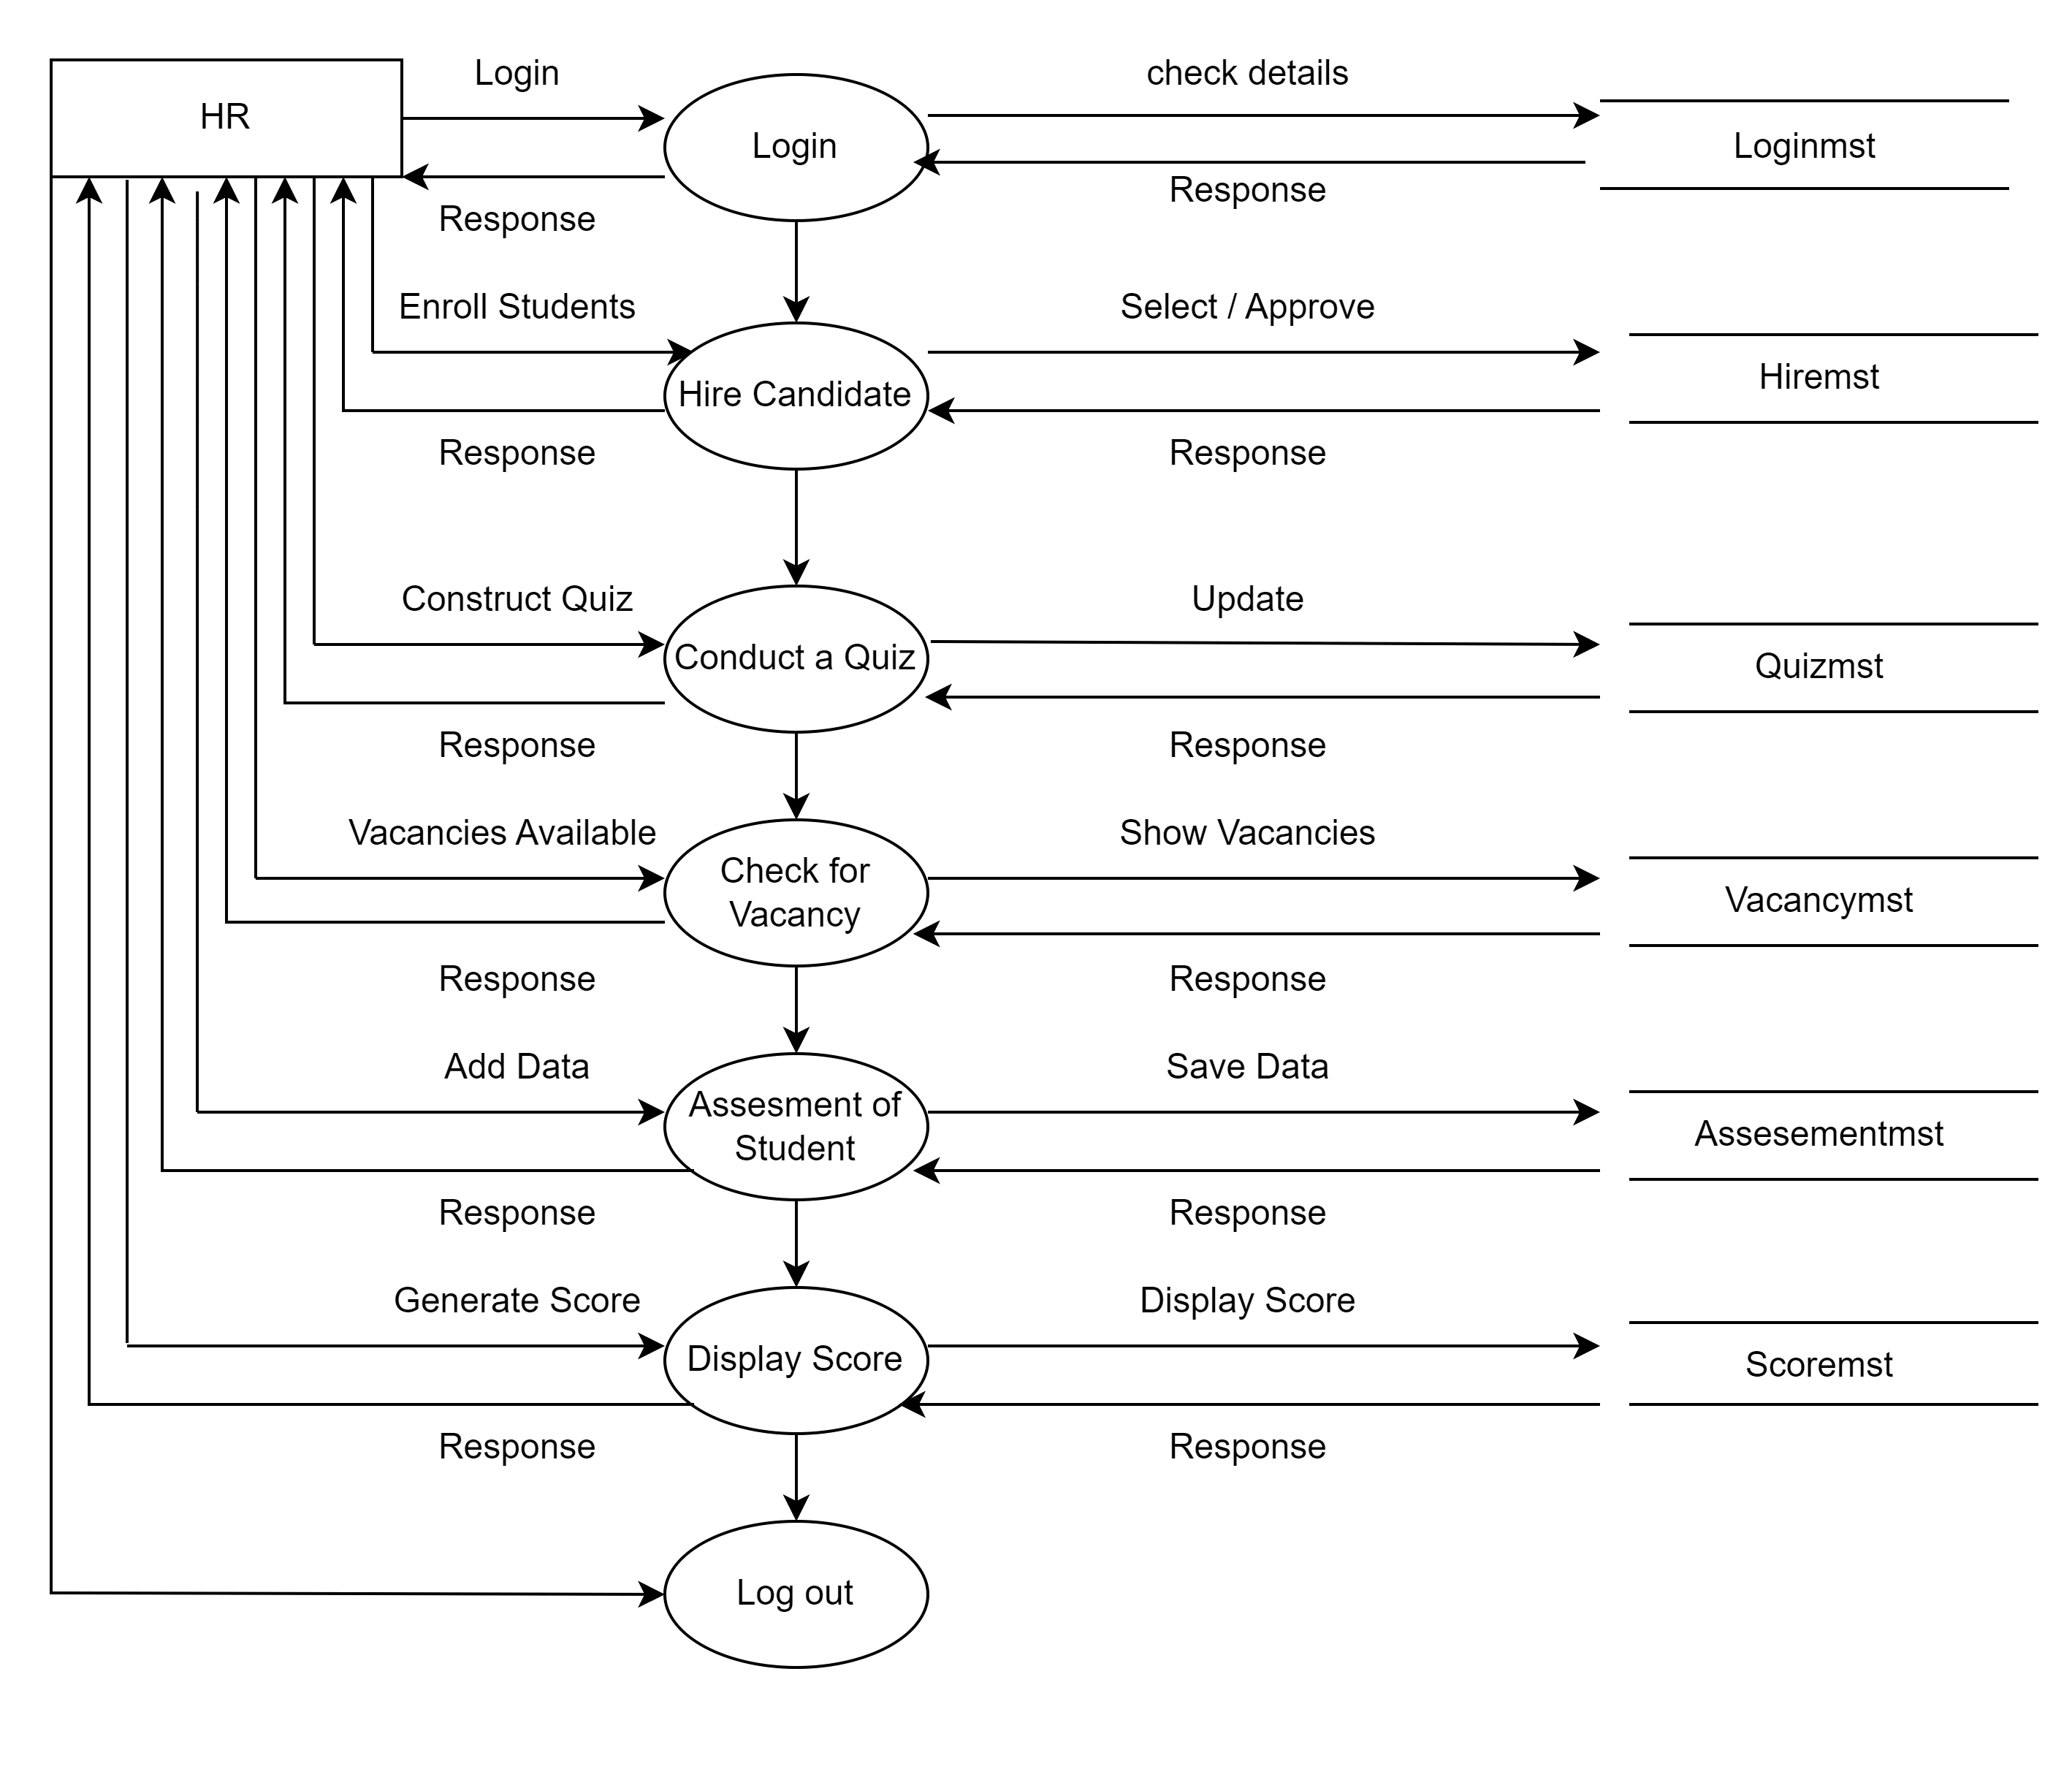 Login
check details
HR
Login
Loginmst
Response
Response
Enroll Students
Select / Approve
Hire Candidate
Hiremst
Response
Response
Construct Quiz
Update
Conduct a Quiz
Quizmst
Response
Response
Vacancies Available
Show Vacancies
Check for
Vacancy
Vacancymst
Response
Response
Add Data
Save Data
Assesment of
Student
Assesementmst
Response
Response
Generate Score
Display Score
Display Score
Scoremst
Response
Response
Log out